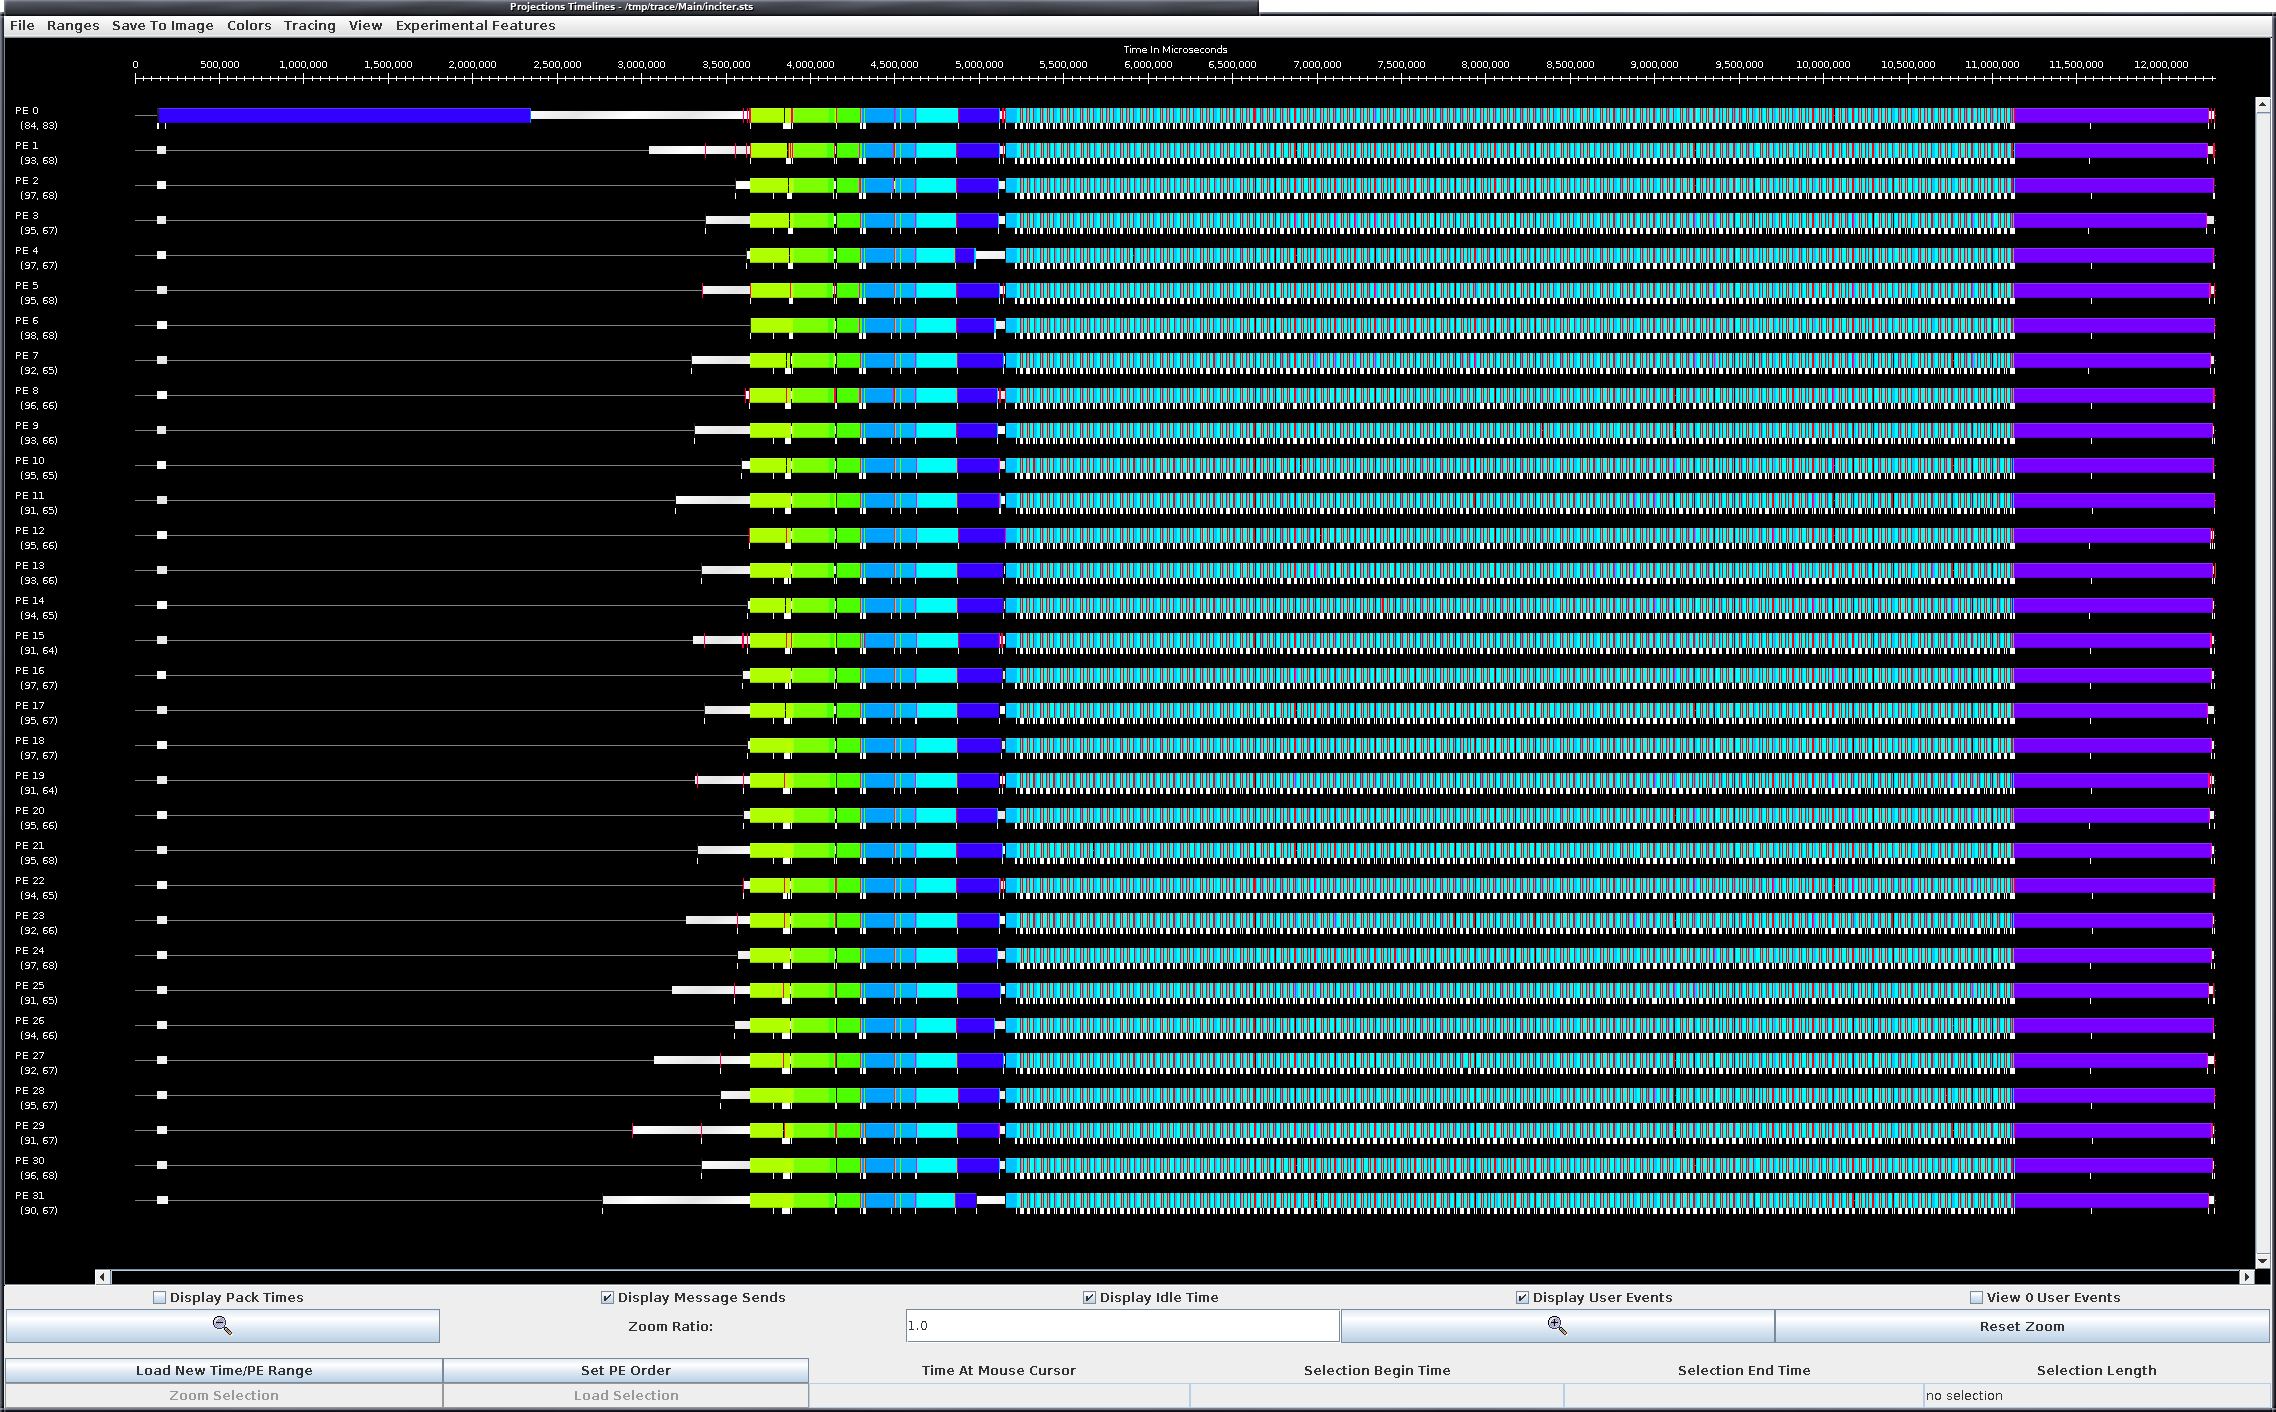 Projections Timelines - /tmp/trace/Main/inciter.sts
File Ranges Save To Image Colors Tracing View Experimental Features
Time In Microseconds
0 500,000 1,000,000 1,500,000 2,000,000 2,500,000 3,000,000 3,500,000 4,000,000 4,500,000 5,000,000 5,500,000 6,000,000 6,500,000 7,000,000 7,500,000 8,000,000 8,500,000 9,000,000 9,500,000 10,000,000 10,500,000 11,000,000 11,500,000 12,000,000
PE 0
(84, 83)
PE 1
(93, 68)
PE 2
(97, 68)
PE 3
(95, 67)
PE 4
(97, 67)
PE 5
(95, 68)
PE 6
(98, 68)
PE 7
(92, 65)
PE 8
(96, 66)
PE 9
(93, 66)
PE 10
(95, 65)
PE 11
(91, 65)
PE 12
(95, 66)
PE 13
(93, 66)
PE 14
(94, 65)
PE 15
(91, 64)
PE 16
(97, 67)
PE 17
(95, 67)
PE 18
(97, 67)
PE 19
(91, 64)
PE 20
(95, 66)
PE 21
(95, 68)
PE 22
(94, 65)
PE 23
(92, 66)
PE 24
(97, 68)
PE 25
(91, 65)
PE 26
(94, 66)
PE 27
(92, 67)
PE 28
(95, 67)
PE 29
(91, 67)
PE 30
(96, 68)
PE 31
(90, 67)
Display Pack Times Display Message Sends Display Idle Time Display User Events View 0 User Events
Zoom Ratio: 1.0 Reset Zoom
Load New Time/PE Range Set PE Order Time At Mouse Cursor Selection Begin Time Selection End Time Selection Length
Zoom Selection Load Selection no selection